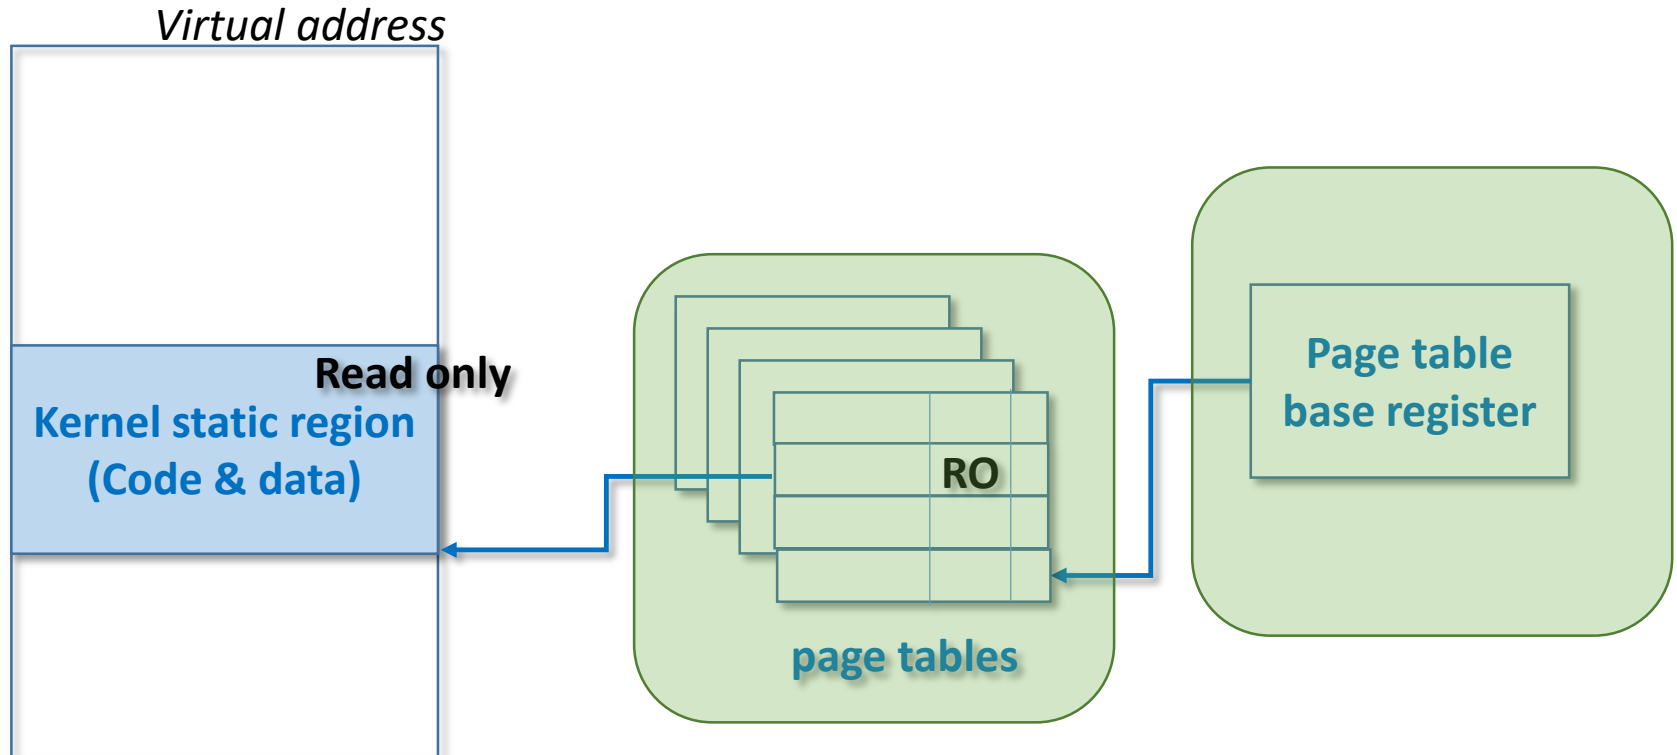 Virtual address
Read only
Kernel static region
(Code & data)
RO
page tables
Page table
base register